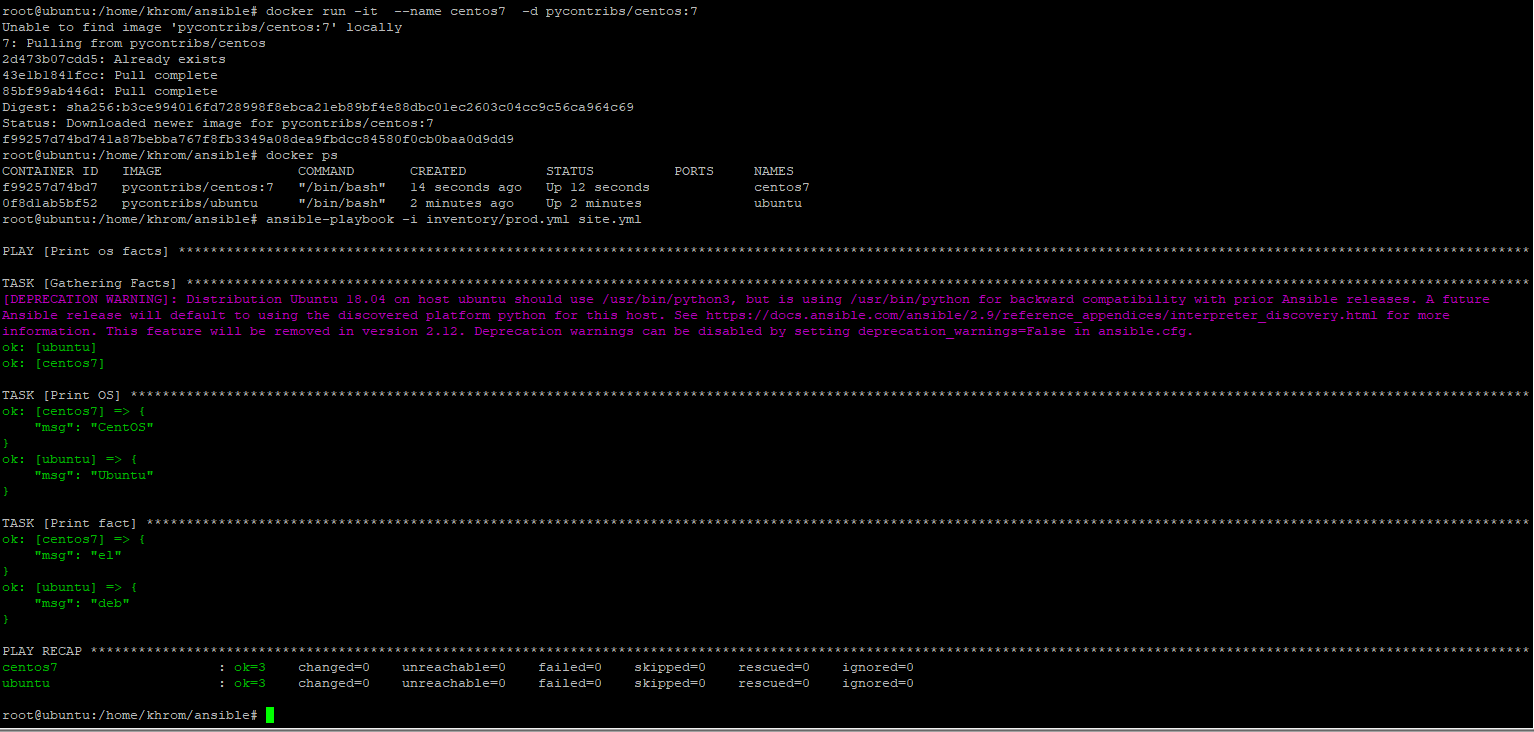 root@ubuntu:/home/khrom/ansible# docker run -it  --name centos7  -d pycontribs/centos:7
Unable to find image 'pycontribs/centos:7' locally
7: Pulling from pycontribs/centos
2d473b07cdd5: Already exists
43e1b1841fcc: Pull complete
85bf99ab446d: Pull complete
Digest: sha256:b3ce994016fd728998f8ebca21eb89bf4e88dbc01ec2603c04cc9c56ca964c69
Status: Downloaded newer image for pycontribs/centos:7
f99257d74bd741a87bebba767f8fb3349a08dea9fbdcc84580f0cb0baa0d9dd9
root@ubuntu:/home/khrom/ansible# docker ps
CONTAINER ID   IMAGE                 COMMAND       CREATED          STATUS          PORTS     NAMES
f99257d74bd7   pycontribs/centos:7   "/bin/bash"   14 seconds ago   Up 12 seconds             centos7
0f8d1ab5bf52   pycontribs/ubuntu     "/bin/bash"   2 minutes ago    Up 2 minutes              ubuntu
root@ubuntu:/home/khrom/ansible# ansible-playbook -i inventory/prod.yml site.yml
PLAY [Print os facts] *************************************************************************************************************************************************************************
TASK [Gathering Facts] ************************************************************************************************************************************************************************
[DEPRECATION WARNING]: Distribution Ubuntu 18.04 on host ubuntu should use /usr/bin/python3, but is using /usr/bin/python for backward compatibility with prior Ansible releases. A future
Ansible release will default to using the discovered platform python for this host. See https://docs.ansible.com/ansible/2.9/reference_appendices/interpreter_discovery.html for more
information. This feature will be removed in version 2.12. Deprecation warnings can be disabled by setting deprecation_warnings=False in ansible.cfg.
ok: [ubuntu]
ok: [centos7]
TASK [Print OS] *******************************************************************************************************************************************************************************
ok: [centos7] => {
    "msg": "CentOS"
}
ok: [ubuntu] => {
    "msg": "Ubuntu"
}
TASK [Print fact] *****************************************************************************************************************************************************************************
ok: [centos7] => {
    "msg": "el"
}
ok: [ubuntu] => {
    "msg": "deb"
}
PLAY RECAP ************************************************************************************************************************************************************************************
centos7                    : ok=3    changed=0    unreachable=0    failed=0    skipped=0    rescued=0    ignored=0
ubuntu                     : ok=3    changed=0    unreachable=0    failed=0    skipped=0    rescued=0    ignored=0
root@ubuntu:/home/khrom/ansible#